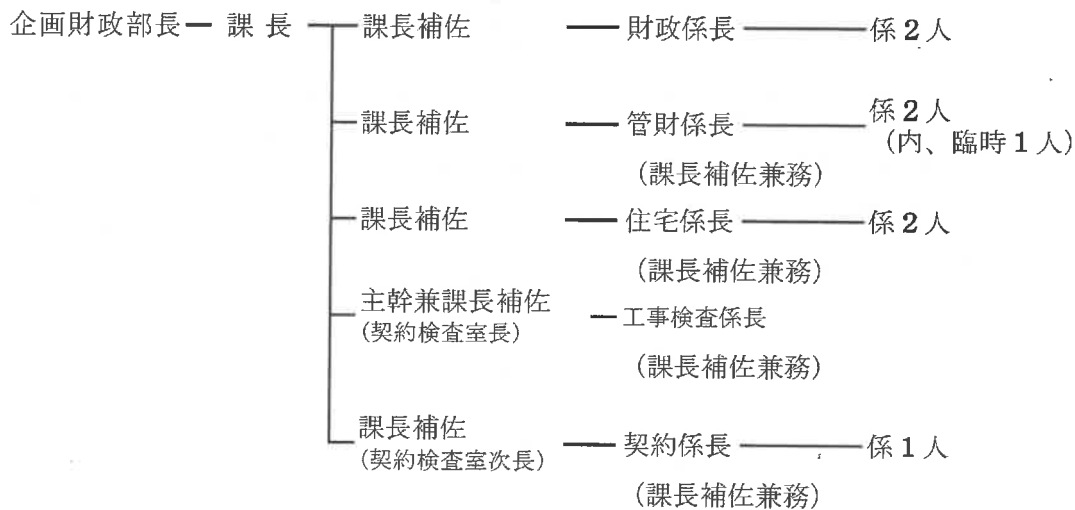 企画財政部長 課長 課長補佐 財政係長 係2人
課長補佐 管財係長 係2人
(内、臨時1人)
(課長補佐兼務)
課長補佐 住宅係長 係2人
(課長補佐兼務)
主幹兼課長補佐 工事検査係長
(契約検査室長)
(課長補佐兼務)
課長補佐 契約係長 係1人
(契約検査室次長)
(課長補佐兼務)